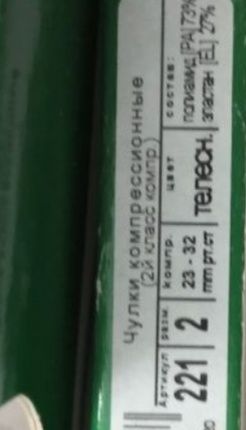 Чулки компрессионные
(2й класс компр.)
Артикул разм. компр. цвет состав:
221 2 23 - 32 телесн. полиамид [PA] 73%
mm рт.ст эластан [EL] 27%